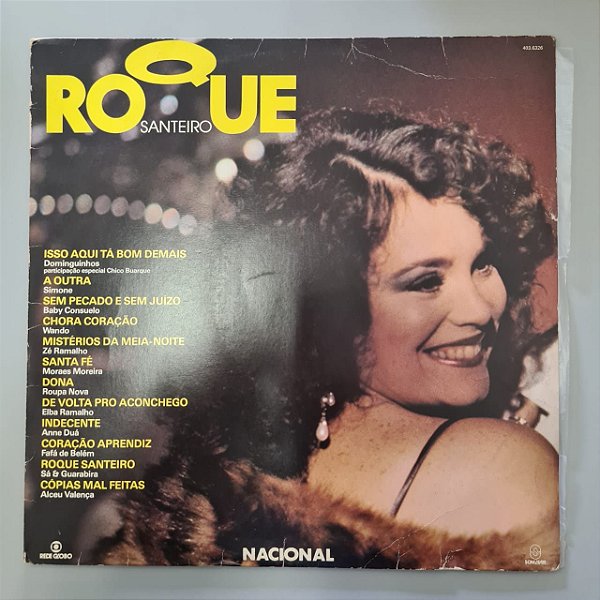 403.6326
ROQUE
SANTEIRO
ISSO AQUI TÁ BOM DEMAIS
Dominguinhos
participação especial Chico Buarque
A OUTRA
Simone
SEM PECADO E SEM JUÍZO
Baby Consuelo
CHORA CORAÇÃO
Wando
MISTÉRIOS DA MEIA-NOITE
Zé Ramalho
SANTA FÉ
Moraes Moreira
DONA
Roupa Nova
DE VOLTA PRO ACONCHEGO
Elba Ramalho
INDECENTE
Anne Duá
CORAÇÃO APRENDIZ
Fafá de Belém
ROQUE SANTEIRO
Sá & Guarabira
CÓPIAS MAL FEITAS
Alceu Valença
REDE GLOBO
NACIONAL